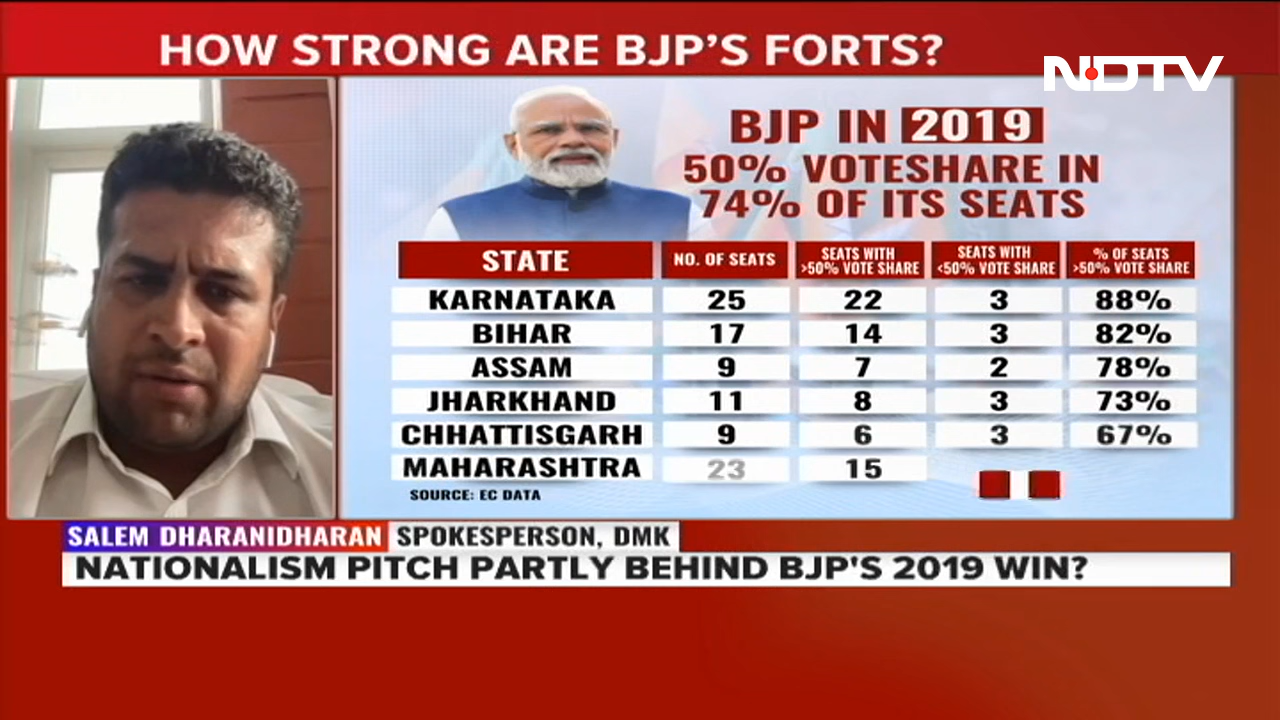 HOW STRONG ARE BJP'S FORTS?
NDTV
BJP IN 2019
50% VOTESHARE IN
74% OF ITS SEATS
STATE NO. OF SEATS SEATS WITH >50% VOTE SHARE SEATS WITH <50% VOTE SHARE % OF SEATS >50% VOTE SHARE
KARNATAKA 25 22 3 88%
BIHAR 17 14 3 82%
ASSAM 9 7 2 78%
JHARKHAND 11 8 3 73%
CHHATTISGARH 9 6 3 67%
MAHARASHTRA 23 15
SOURCE: EC DATA
SALEM DHARANIDHARAN SPOKESPERSON, DMK
NATIONALISM PITCH PARTLY BEHIND BJP'S 2019 WIN?